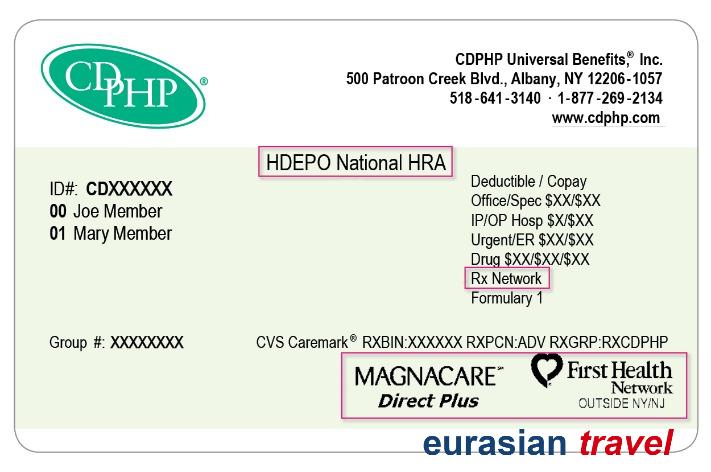 CDPHP®
CDPHP Universal Benefits,® Inc.
500 Patroon Creek Blvd., Albany, NY 12206-1057
518-641-3140 · 1-877-269-2134
www.cdphp.com
HDEPO National HRA
ID#: CDXXXXXX
00 Joe Member
01 Mary Member
Deductible / Copay
Office/Spec $XX/$XX
IP/OP Hosp $X/$XX
Urgent/ER $XX/$XX
Drug $XX/$XX/$XX
Rx Network
Formulary 1
Group #: XXXXXXXX
CVS Caremark® RXBIN:XXXXXX RXPCN:ADV RXGRP:RXCDPHP
MAGNACARE℠
Direct Plus
First Health
Network
OUTSIDE NY/NJ
eurasian travel